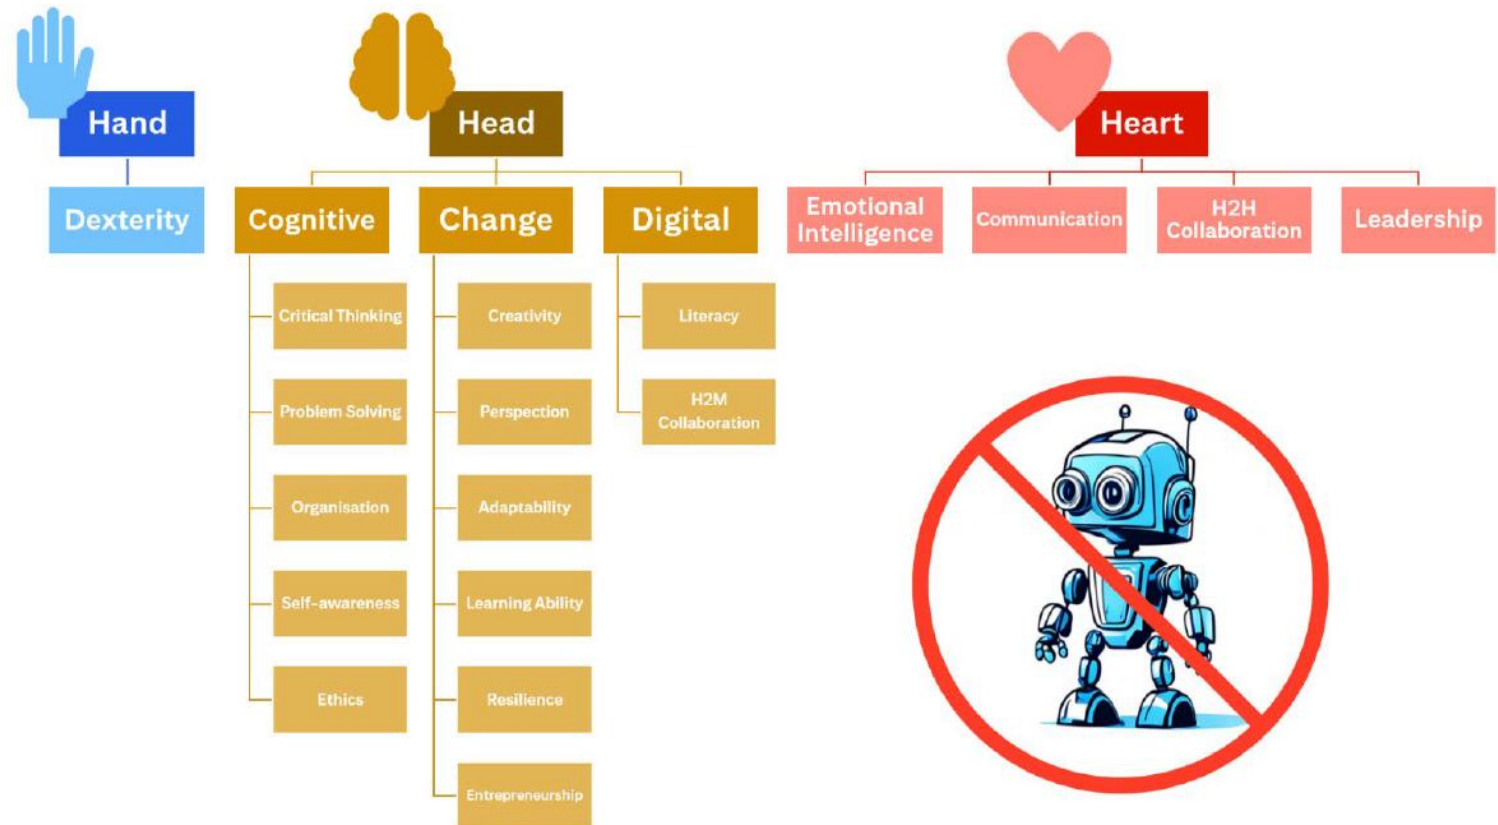 Hand
Head
Heart
Dexterity
Cognitive
Change
Digital
Emotional
Intelligence
Communication
H2H
Collaboration
Leadership
Critical Thinking
Problem Solving
Organisation
Self-awareness
Ethics
Creativity
Perspection
Adaptability
Learning Ability
Resilience
Entrepreneurship
Literacy
H2M
Collaboration